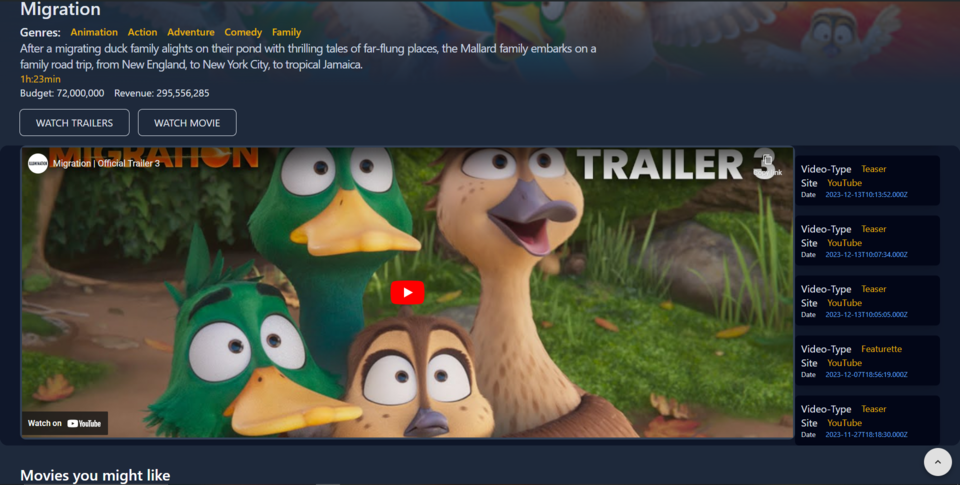 Migration
Genres: Animation Action Adventure Comedy Family
After a migrating duck family alights on their pond with thrilling tales of far-flung places, the Mallard family embarks on a
family road trip, from New England, to New York City, to tropical Jamaica.
1h:23min
Budget: 72,000,000 Revenue: 295,556,285
WATCH TRAILERS WATCH MOVIE
MIGRATION
Migration | Official Trailer 3
TRAILER 3
Watch on YouTube
Video-Type Teaser
Site YouTube
Date 2023-12-13T10:13:52.000Z
Video-Type Teaser
Site YouTube
Date 2023-12-13T10:07:34.000Z
Video-Type Teaser
Site YouTube
Date 2023-12-13T10:05:05.000Z
Video-Type Featurette
Site YouTube
Date 2023-12-07T18:56:19.000Z
Video-Type Teaser
Site YouTube
Date 2023-11-27T18:18:30.000Z
Movies you might like